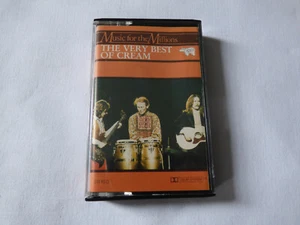 Music for the Millions
THE VERY BEST
OF CREAM